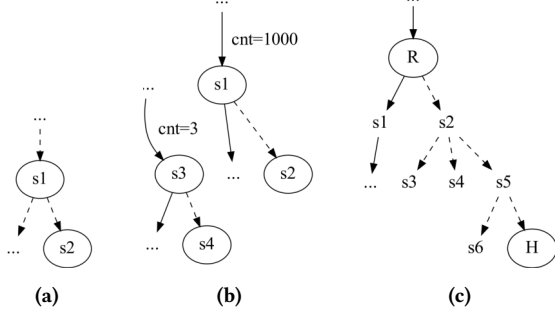 ...
s1
...
s2
(a)
...
cnt=1000
s1
...
cnt=3
...
s2
s3
...
s4
(b)
...
R
s1
s2
...
s3
s4
s5
s6
H
(c)